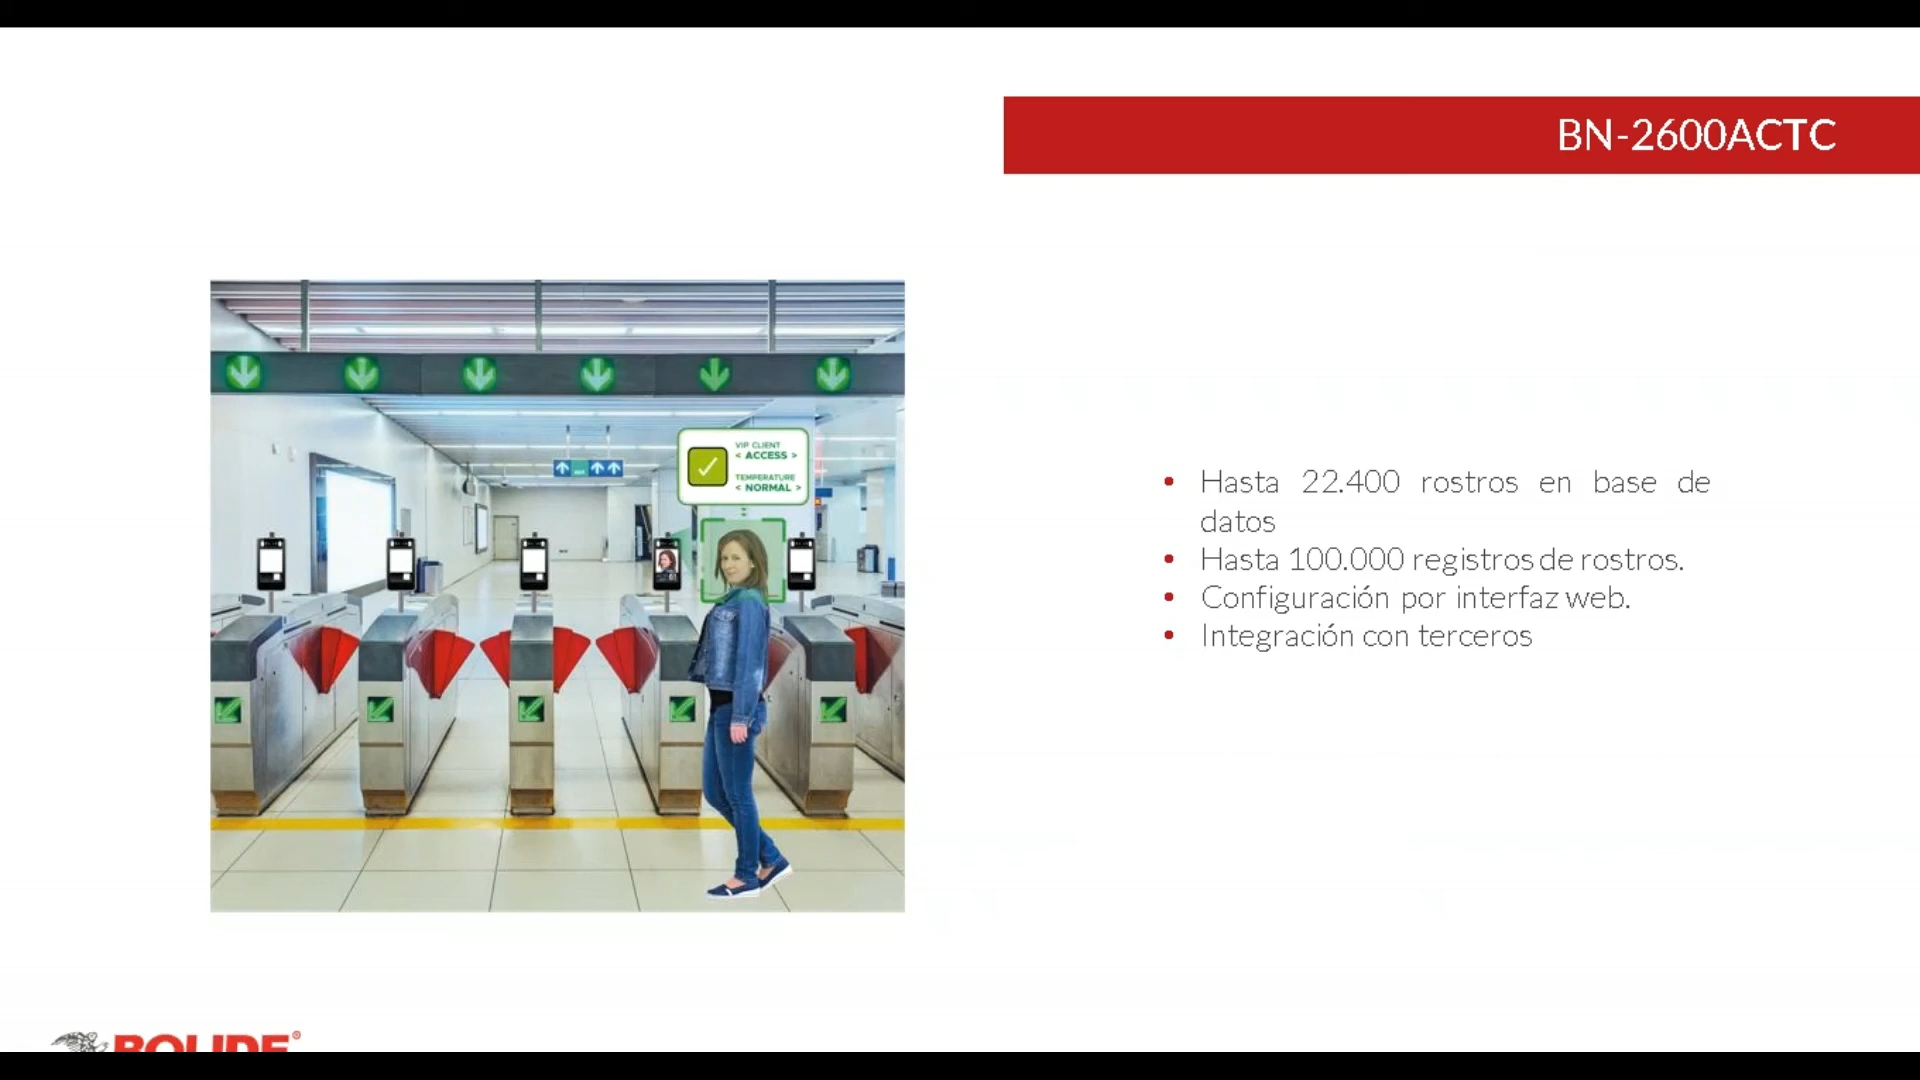 BN-2600ACTC
VIP CLIENT
< ACCESS >
TEMPERATURE
< NORMAL >
• Hasta 22.400 rostros en base de
datos
• Hasta 100.000 registros de rostros.
• Configuración por interfaz web.
• Integración con terceros
BOLIDE®